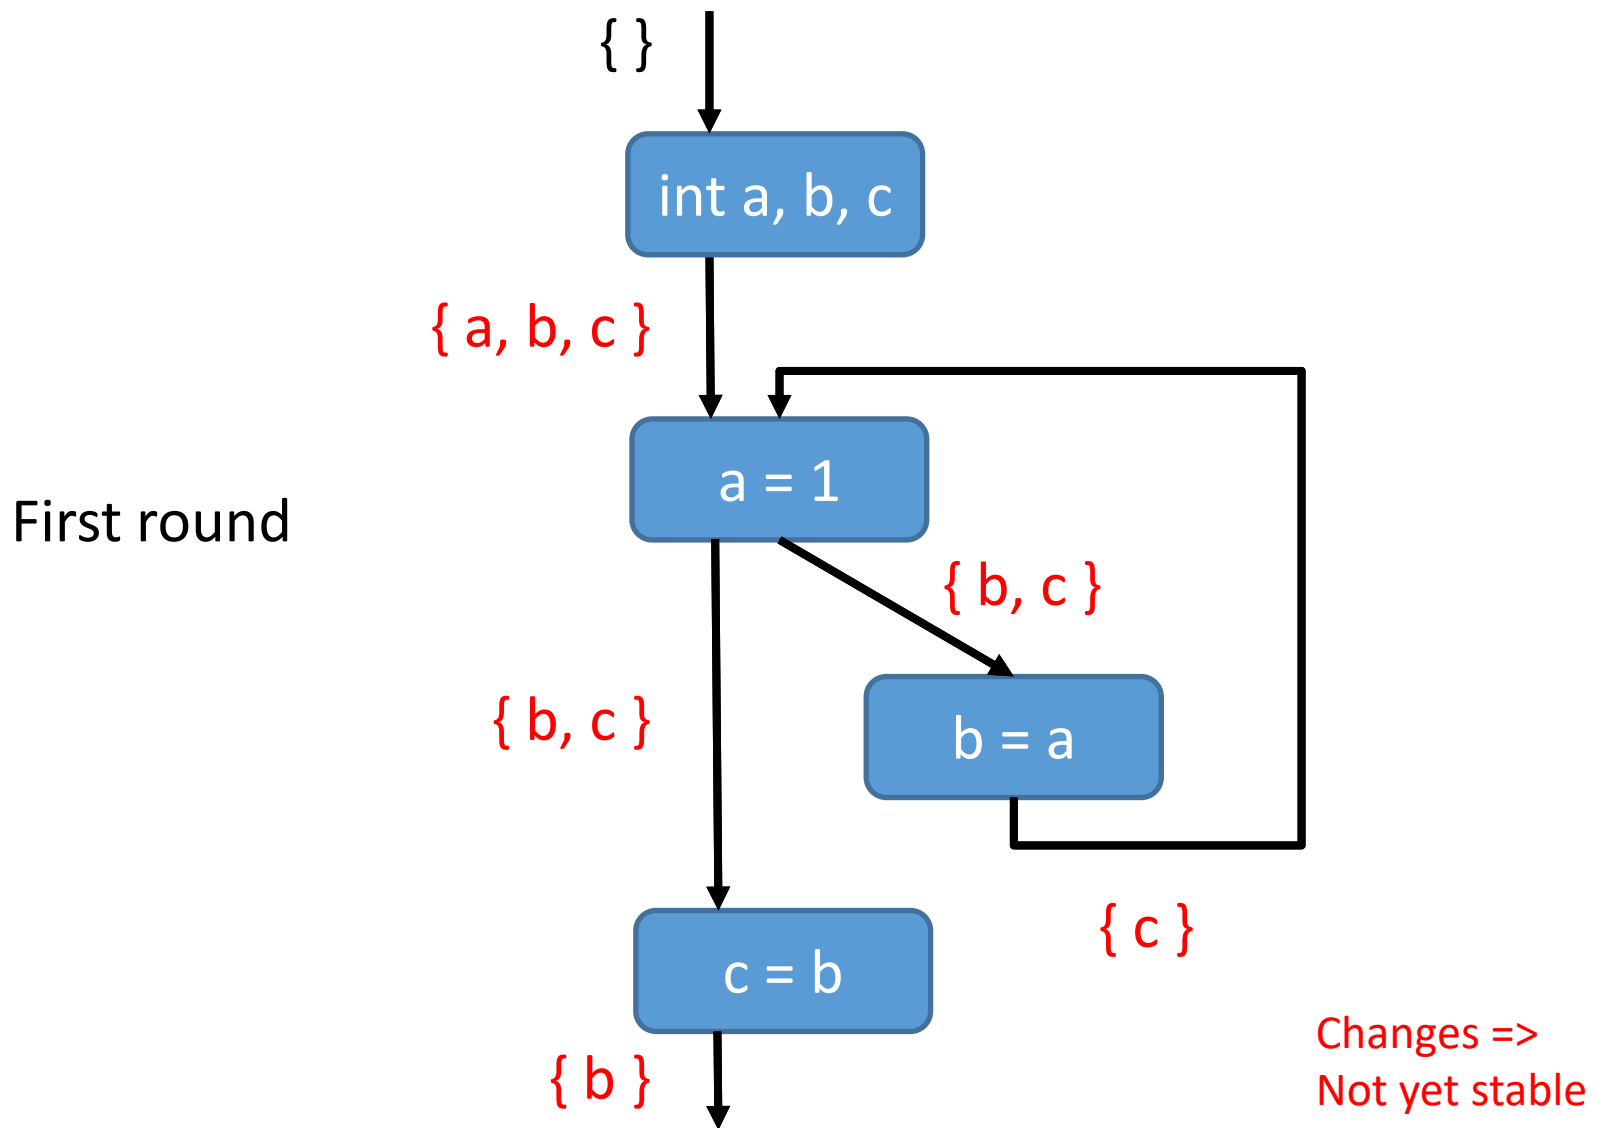 { }
int a, b, c
{ a, b, c }
a = 1
First round
{ b, c }
{ b, c }
b = a
{ c }
c = b
Changes =>
Not yet stable
{ b }